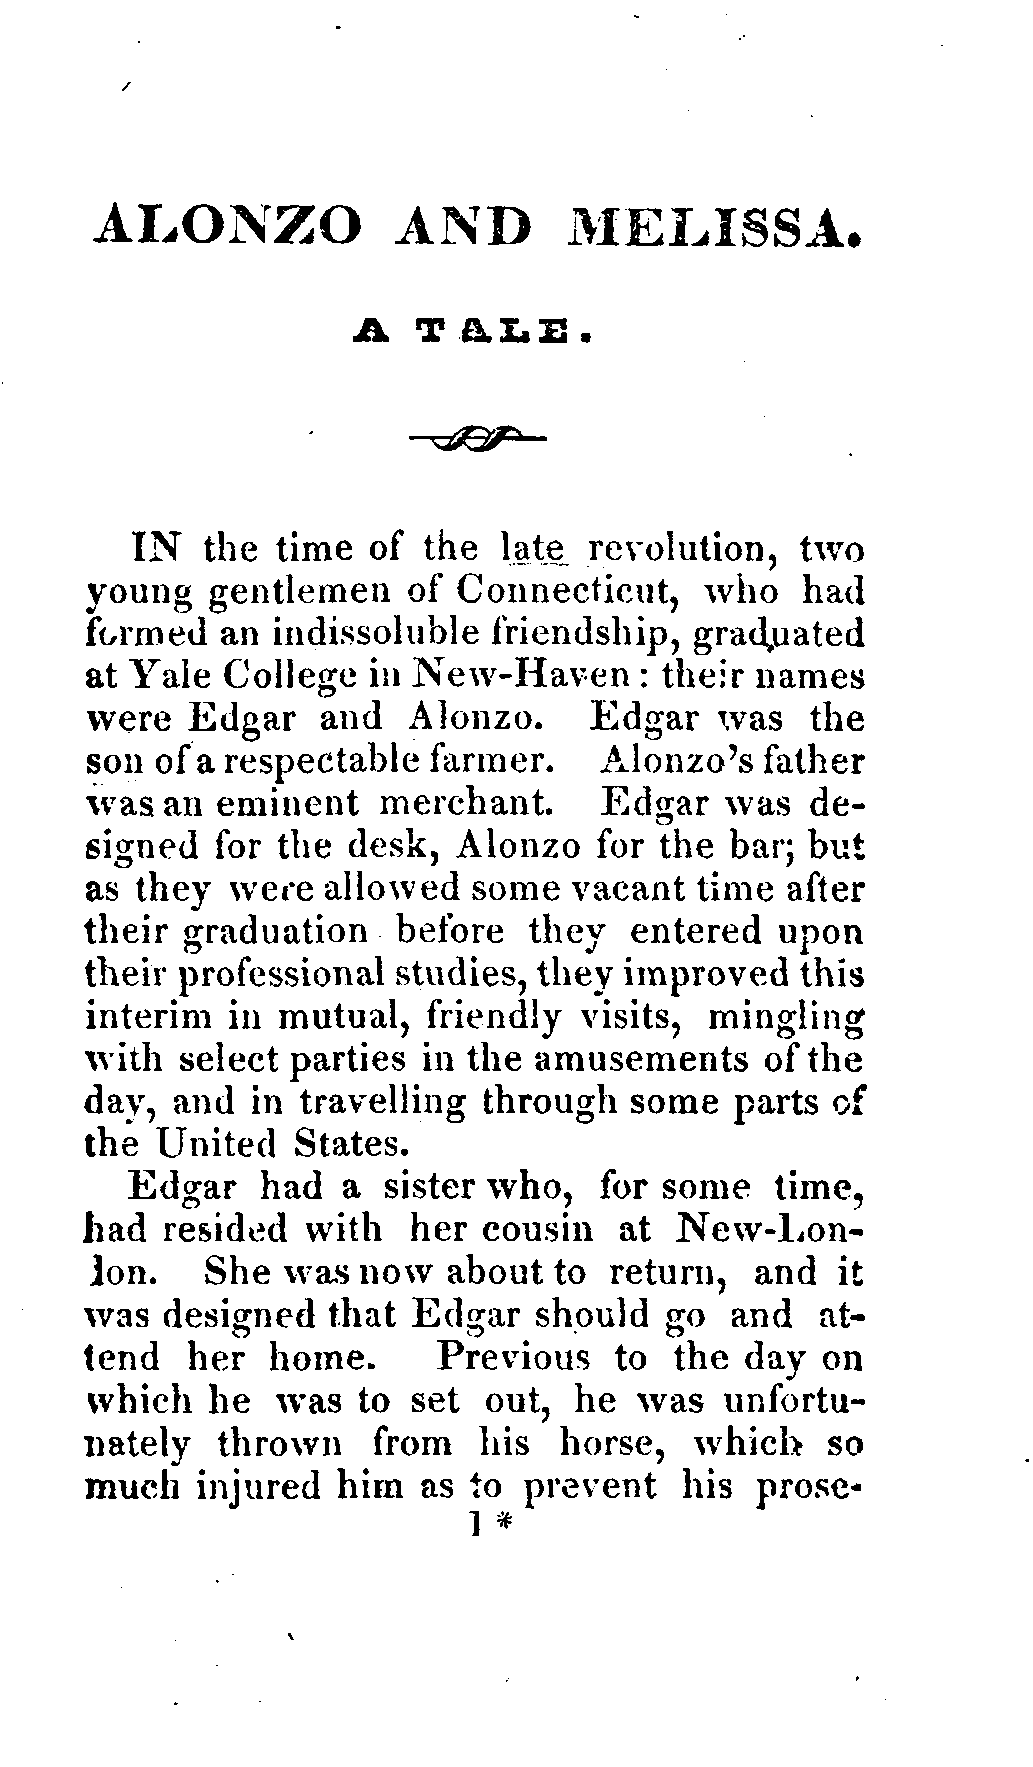 ALONZO AND MELISSA.
A TALE.
IN the time of the late revolution, two
young gentlemen of Connecticut, who had
formed an indissoluble friendship, graduated
at Yale College in New-Haven : their names
were Edgar and Alonzo. Edgar was the
son of a respectable farmer. Alonzo's father
was an eminent merchant. Edgar was de-
signed for the desk, Alonzo for the bar; but
as they were allowed some vacant time after
their graduation before they entered upon
their professional studies, they improved this
interim in mutual, friendly visits, mingling
with select parties in the amusements of the
day, and in travelling through some parts of
the United States.
Edgar had a sister who, for some time,
had resided with her cousin at New-Lon-
lon. She was now about to return, and it
was designed that Edgar should go and at-
tend her home. Previous to the day on
which he was to set out, he was unfortu-
nately thrown from his horse, which so
much injured him as to prevent his prose-
1 *